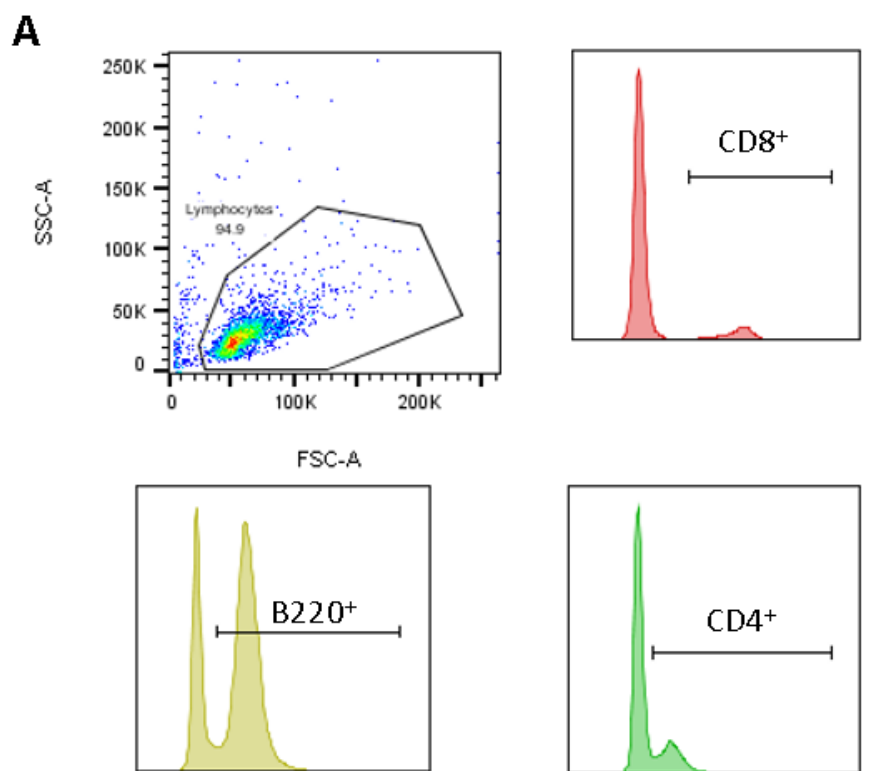 A
250K
200K
150K
100K
50K
0
SSC-A
Lymphocytes
94.9
0 100K 200K
FSC-A
CD8⁺
B220⁺
CD4⁺